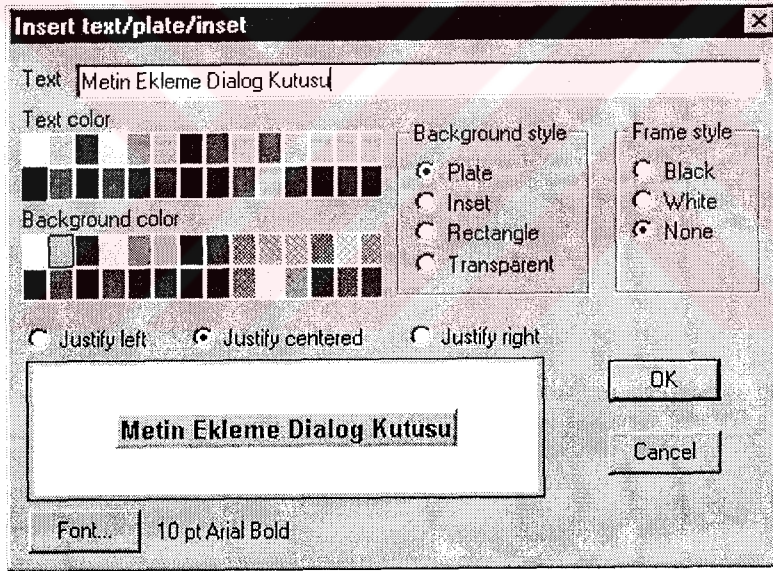 Insert text/plate/inset
Text Metin Ekleme Dialog Kutusu
Text color
Background color
Background style
Plate
Inset
Rectangle
Transparent
Frame style
Black
White
None
Justify left Justify centered Justify right
Metin Ekleme Dialog Kutusu
OK
Cancel
Font... 10 pt Arial Bold